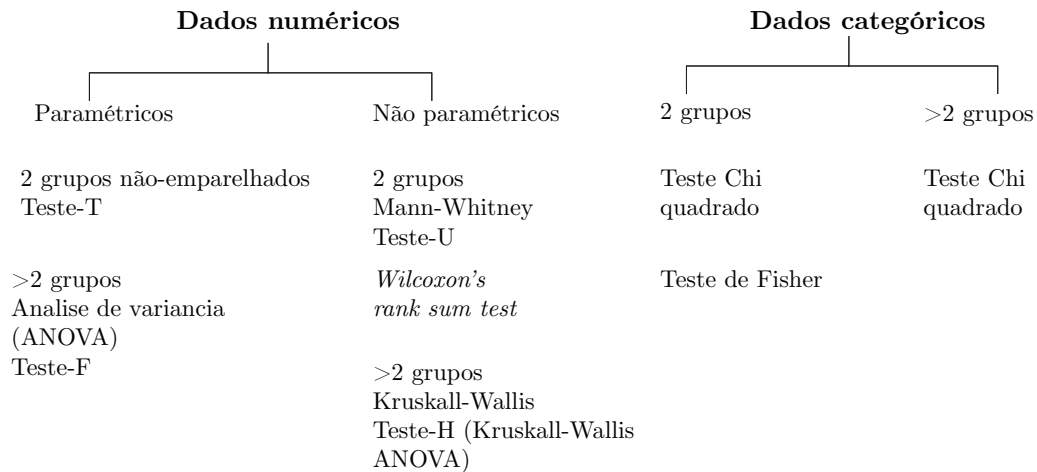 Dados numéricos
Paramétricos
2 grupos não-emparelhados
Teste-T
>2 grupos
Analise de variancia
(ANOVA)
Teste-F
Não paramétricos
2 grupos
Mann-Whitney
Teste-U
Wilcoxon's
rank sum test
>2 grupos
Kruskall-Wallis
Teste-H (Kruskall-Wallis
ANOVA)
Dados categóricos
2 grupos
Teste Chi
quadrado
Teste de Fisher
>2 grupos
Teste Chi
quadrado